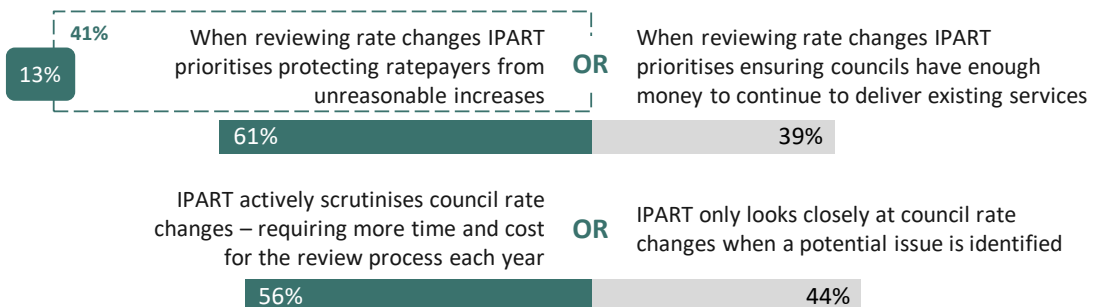 41%
13%
When reviewing rate changes IPART
prioritises protecting ratepayers from
unreasonable increases
OR
When reviewing rate changes IPART
prioritises ensuring councils have enough
money to continue to deliver existing services
61%
39%
IPART actively scrutinises council rate
changes – requiring more time and cost
for the review process each year
OR
IPART only looks closely at council rate
changes when a potential issue is identified
56%
44%